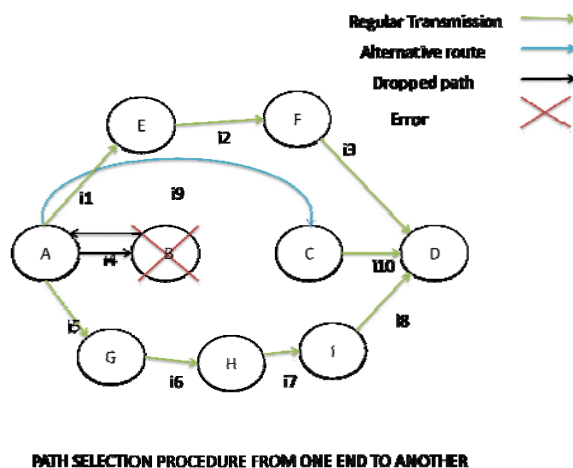 Regular Transmission
Alternative route
Dropped path
Error
E
i2
F
i3
i1
i9
A
i4
B
C
i10
D
i5
G
i6
H
i7
I
i8
PATH SELECTION PROCEDURE FROM ONE END TO ANOTHER